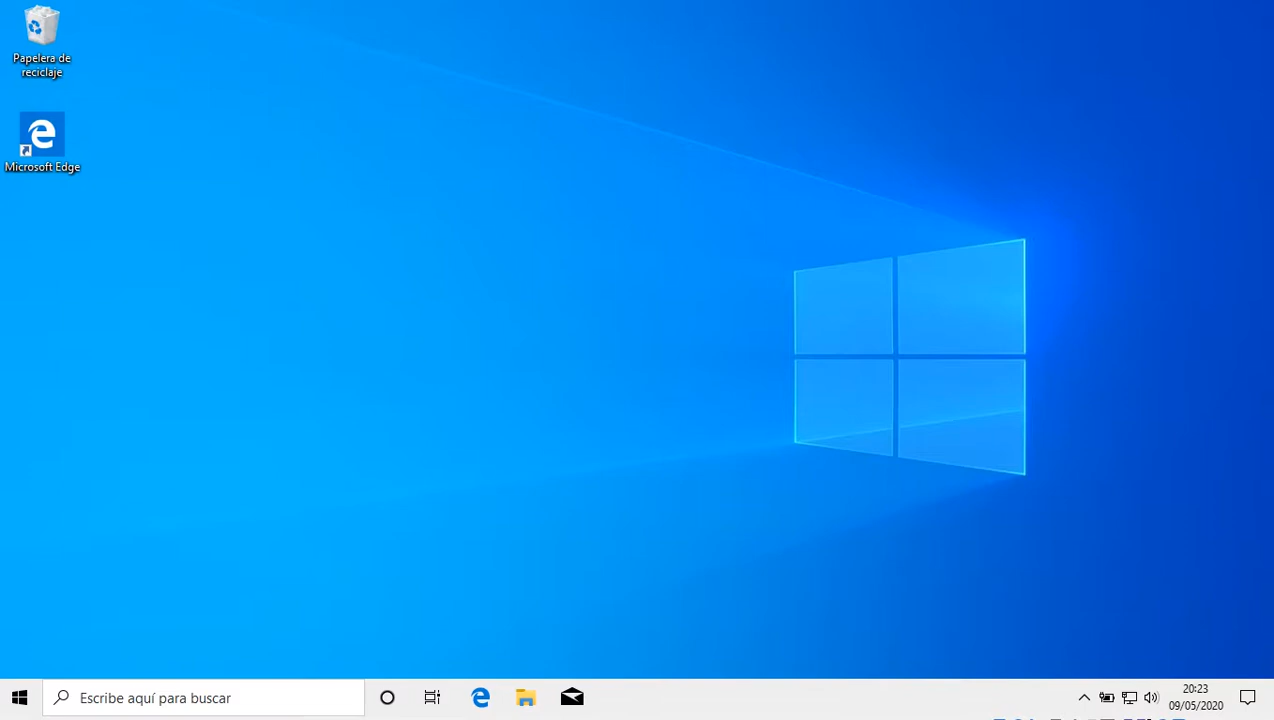 Papelera de
reciclaje
Microsoft Edge
Escribe aquí para buscar
20:23
09/05/2020